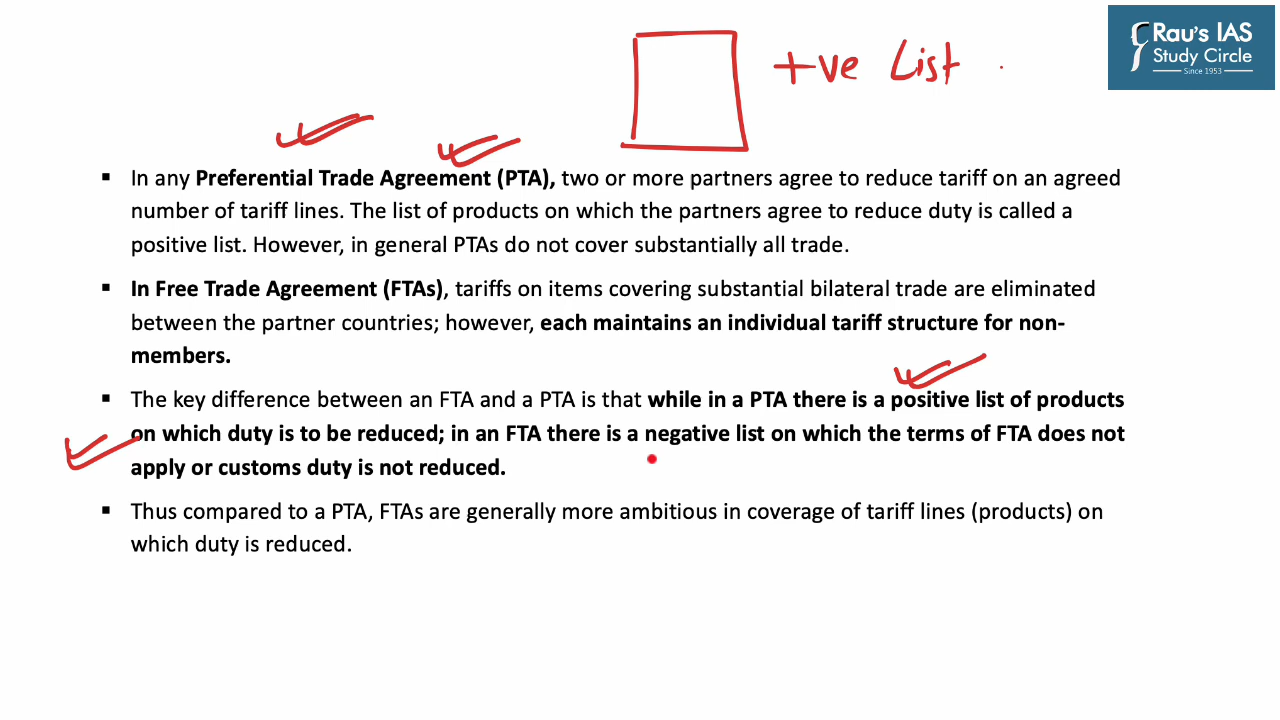 Rau's IAS
Study Circle
Since 1953
+ve List
▪ In any Preferential Trade Agreement (PTA), two or more partners agree to reduce tariff on an agreed
number of tariff lines. The list of products on which the partners agree to reduce duty is called a
positive list. However, in general PTAs do not cover substantially all trade.
▪ In Free Trade Agreement (FTAs), tariffs on items covering substantial bilateral trade are eliminated
between the partner countries; however, each maintains an individual tariff structure for non-
members.
▪ The key difference between an FTA and a PTA is that while in a PTA there is a positive list of products
on which duty is to be reduced; in an FTA there is a negative list on which the terms of FTA does not
apply or customs duty is not reduced.
▪ Thus compared to a PTA, FTAs are generally more ambitious in coverage of tariff lines (products) on
which duty is reduced.